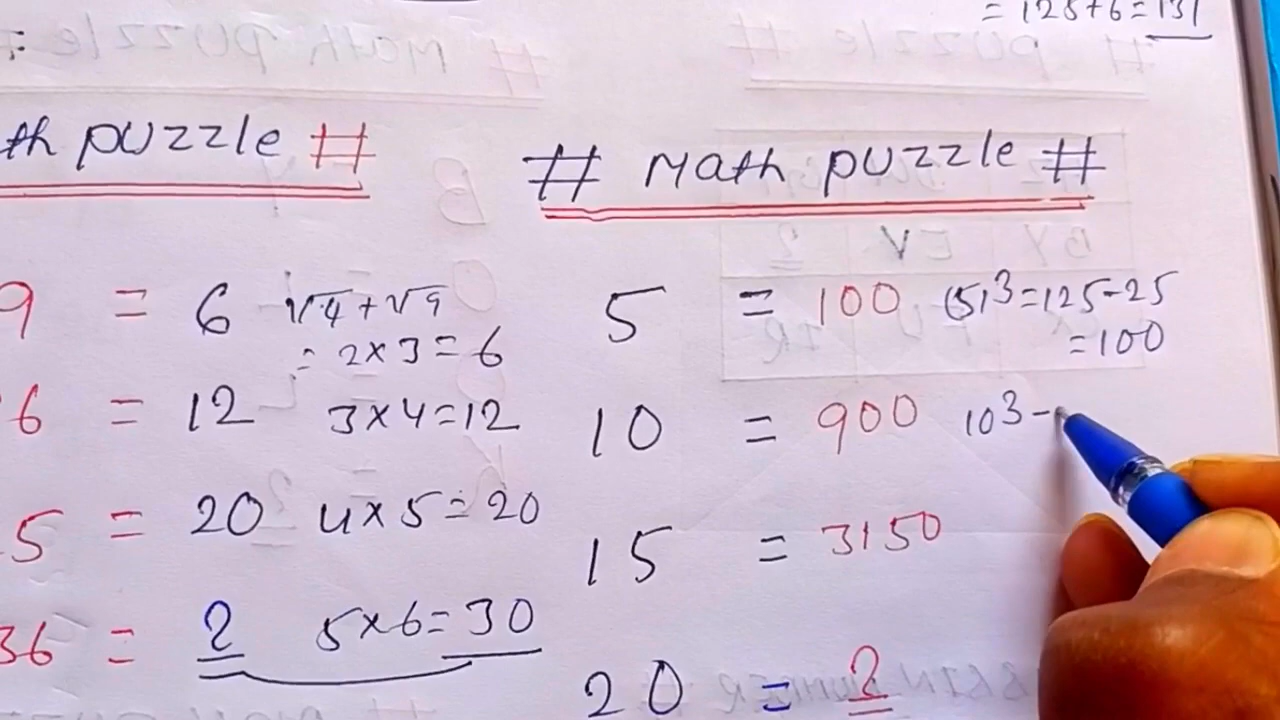 = 125+6=131
th puzzle #
9 = 6 √4+√9
= 2×3=6
6 = 12 3×4=12
5 = 20 4×5=20
36 = ? 5×6=30
# Math puzzle #
5 = 100 (5)³=125-25
=100
10 = 900 10³-
15 = 3150
20 = ?